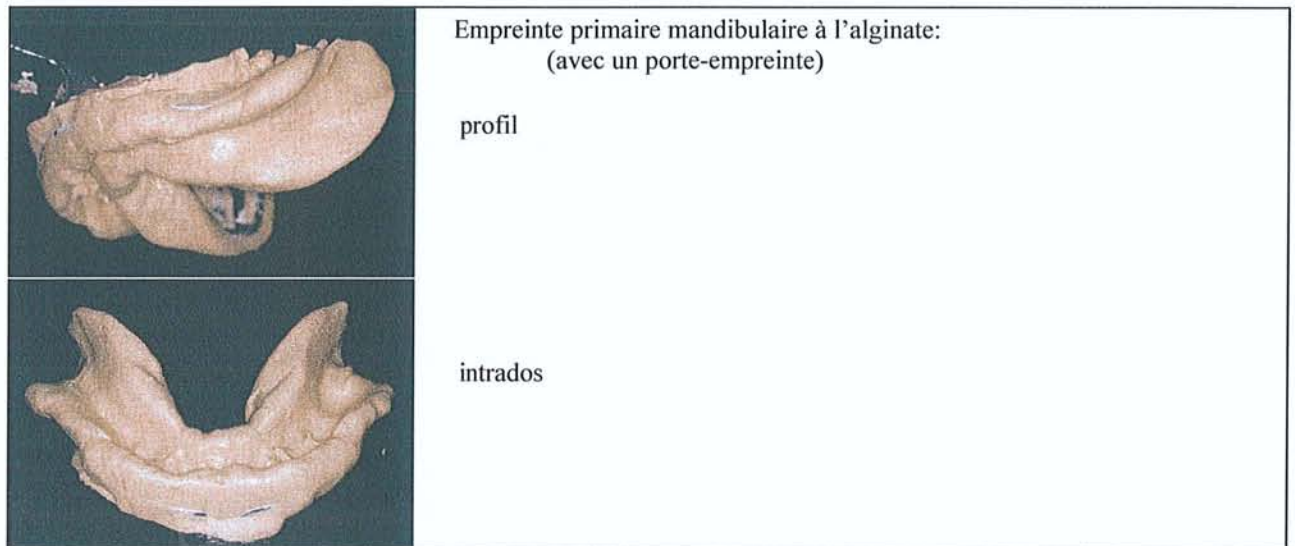 Empreinte primaire mandibulaire à l'alginate:
(avec un porte-empreinte)
profil
intrados